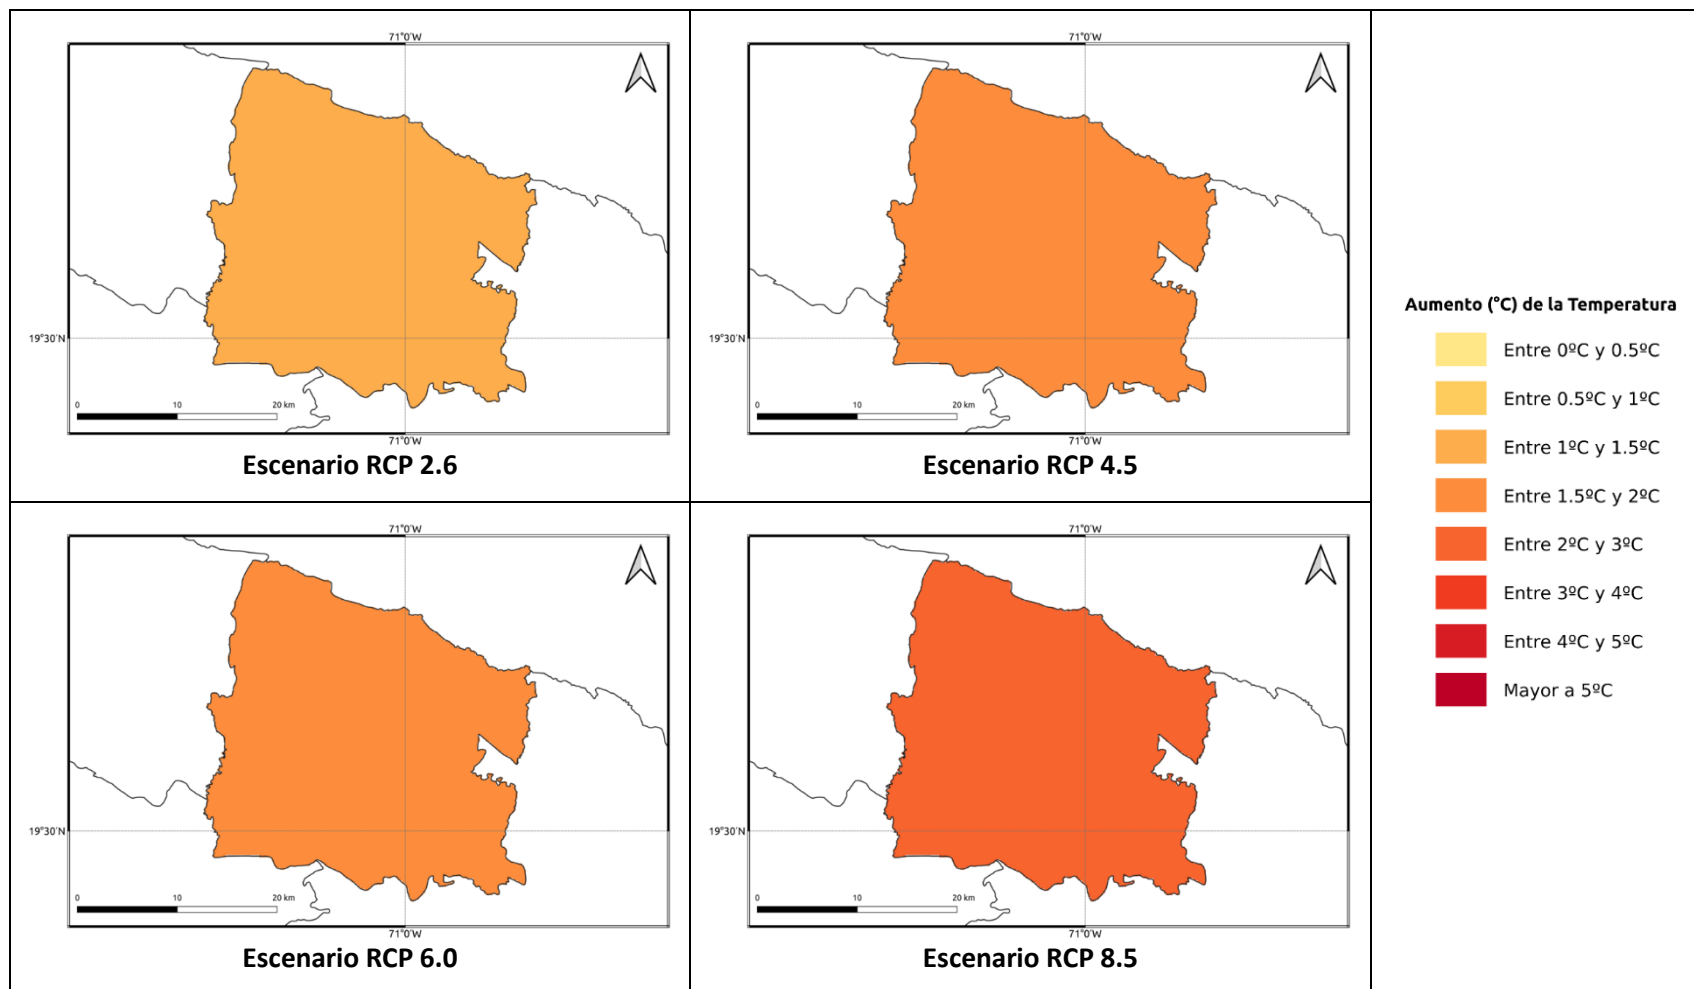 71°0'W
19°30'N
0 10 20 km
71°0'W
Escenario RCP 2.6
71°0'W
19°30'N
0 10 20 km
71°0'W
Escenario RCP 4.5
71°0'W
19°30'N
0 10 20 km
71°0'W
Escenario RCP 6.0
71°0'W
19°30'N
0 10 20 km
71°0'W
Escenario RCP 8.5
Aumento (°C) de la Temperatura
Entre 0ºC y 0.5ºC
Entre 0.5ºC y 1ºC
Entre 1ºC y 1.5ºC
Entre 1.5ºC y 2ºC
Entre 2ºC y 3ºC
Entre 3ºC y 4ºC
Entre 4ºC y 5ºC
Mayor a 5ºC